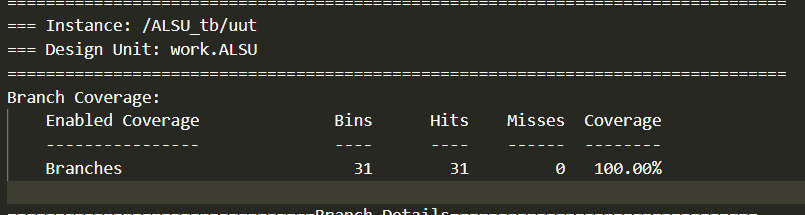 ================================================================================
=== Instance: /ALSU_tb/uut
=== Design Unit: work.ALSU
================================================================================
Branch Coverage:
    Enabled Coverage              Bins      Hits    Misses  Coverage
    ----------------              ----      ----    ------  --------
    Branches                        31        31         0   100.00%
================================Branch Details================================